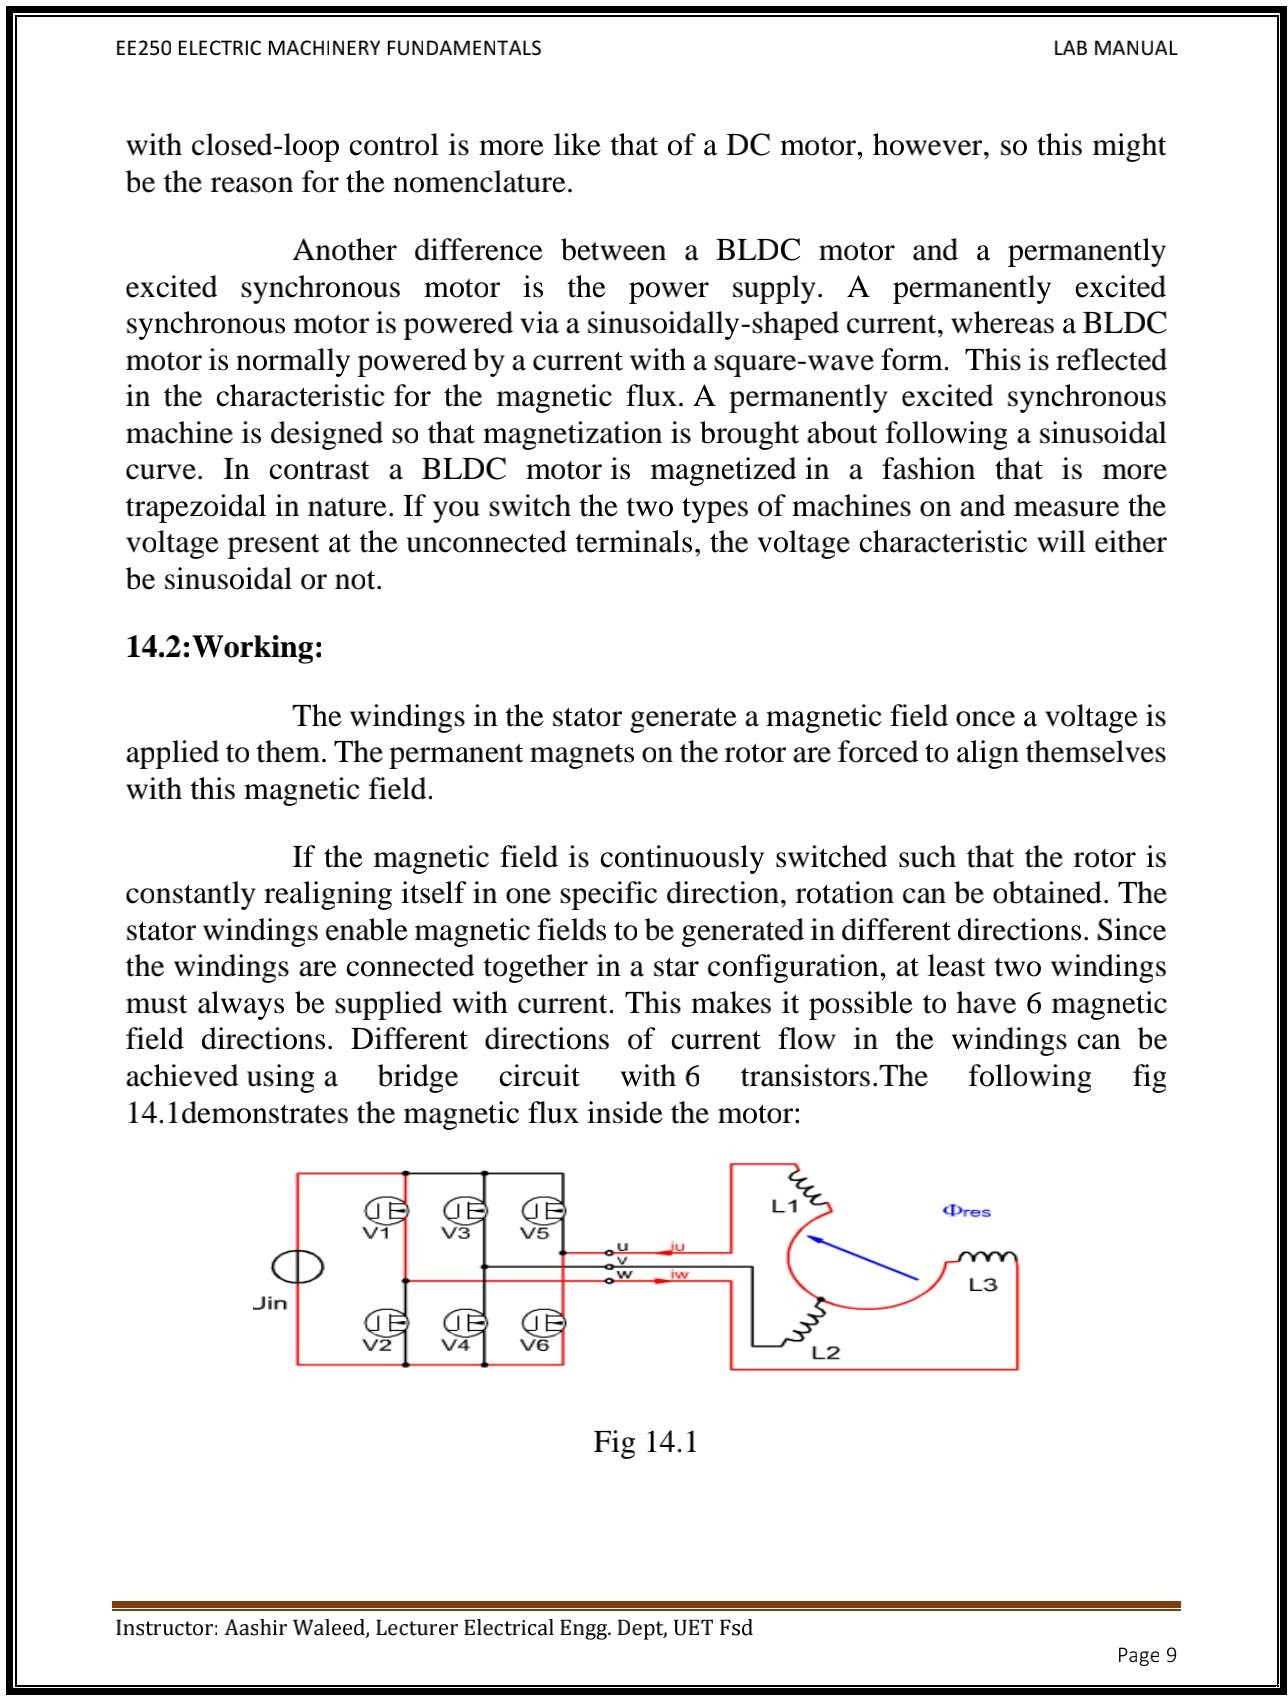 EE250 ELECTRIC MACHINERY FUNDAMENTALS LAB MANUAL
with closed-loop control is more like that of a DC motor, however, so this might
be the reason for the nomenclature.
Another difference between a BLDC motor and a permanently
excited synchronous motor is the power supply. A permanently excited
synchronous motor is powered via a sinusoidally-shaped current, whereas a BLDC
motor is normally powered by a current with a square-wave form. This is reflected
in the characteristic for the magnetic flux. A permanently excited synchronous
machine is designed so that magnetization is brought about following a sinusoidal
curve. In contrast a BLDC motor is magnetized in a fashion that is more
trapezoidal in nature. If you switch the two types of machines on and measure the
voltage present at the unconnected terminals, the voltage characteristic will either
be sinusoidal or not.
14.2:Working:
The windings in the stator generate a magnetic field once a voltage is
applied to them. The permanent magnets on the rotor are forced to align themselves
with this magnetic field.
If the magnetic field is continuously switched such that the rotor is
constantly realigning itself in one specific direction, rotation can be obtained. The
stator windings enable magnetic fields to be generated in different directions. Since
the windings are connected together in a star configuration, at least two windings
must always be supplied with current. This makes it possible to have 6 magnetic
field directions. Different directions of current flow in the windings can be
achieved using a bridge circuit with 6 transistors.The following fig
14.1demonstrates the magnetic flux inside the motor:
L1
Φres
V1 V3 V5
u iu
v
w iw
L3
Jin
V2 V4 V6
L2
Fig 14.1
Instructor: Aashir Waleed, Lecturer Electrical Engg. Dept, UET Fsd
Page 9